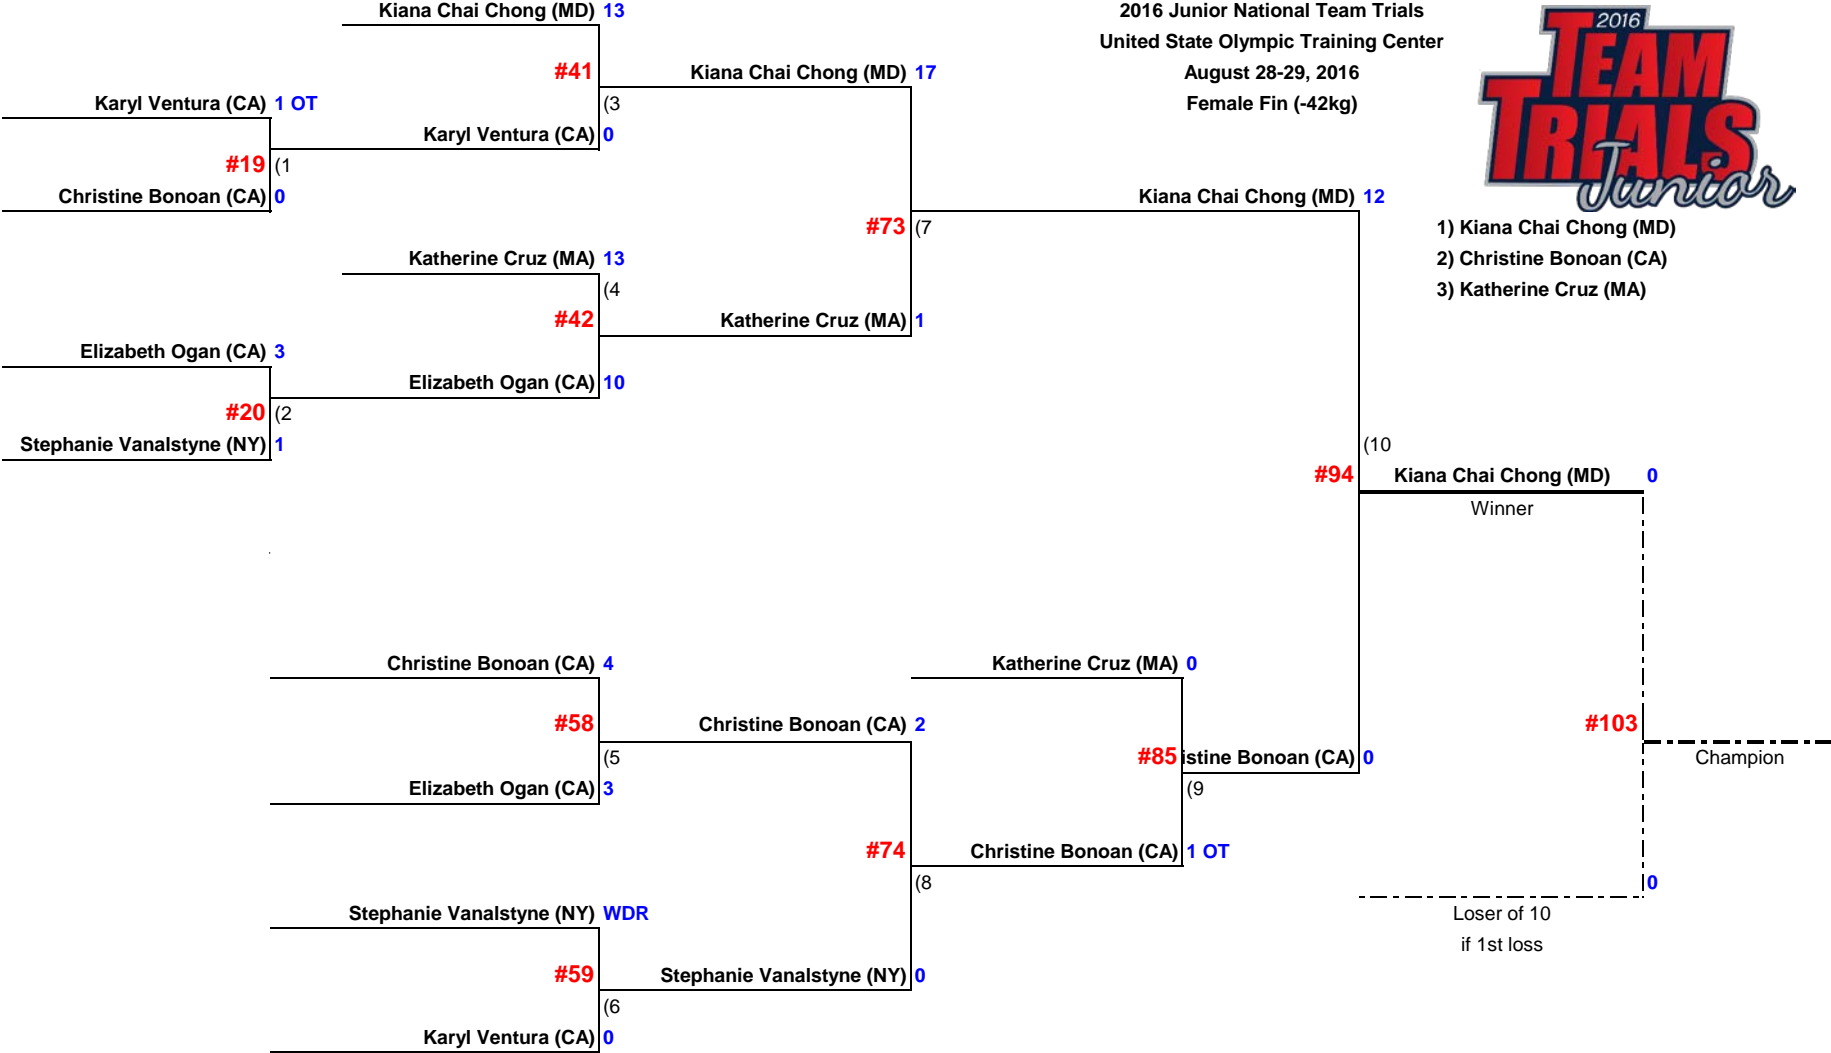 Kiana Chai Chong (MD) 13
2016 Junior National Team Trials
United State Olympic Training Center
August 28-29, 2016
Female Fin (-42kg)
2016
TEAM
TRIALS
Junior
#41
Kiana Chai Chong (MD) 17
Karyl Ventura (CA) 1 OT
(3
Karyl Ventura (CA) 0
#19 (1
Christine Bonoan (CA) 0
Kiana Chai Chong (MD) 12
#73 (7
1) Kiana Chai Chong (MD)
2) Christine Bonoan (CA)
3) Katherine Cruz (MA)
Katherine Cruz (MA) 13
(4
#42
Katherine Cruz (MA) 1
Elizabeth Ogan (CA) 3
Elizabeth Ogan (CA) 10
#20 (2
Stephanie Vanalstyne (NY) 1
(10
#94
Kiana Chai Chong (MD) 0
Winner
Christine Bonoan (CA) 4
Katherine Cruz (MA) 0
#58
Christine Bonoan (CA) 2
#103
(5
#85 istine Bonoan (CA) 0
Champion
Elizabeth Ogan (CA) 3
(9
#74
Christine Bonoan (CA) 1 OT
(8
0
Stephanie Vanalstyne (NY) WDR
Loser of 10
if 1st loss
#59
Stephanie Vanalstyne (NY) 0
(6
Karyl Ventura (CA) 0